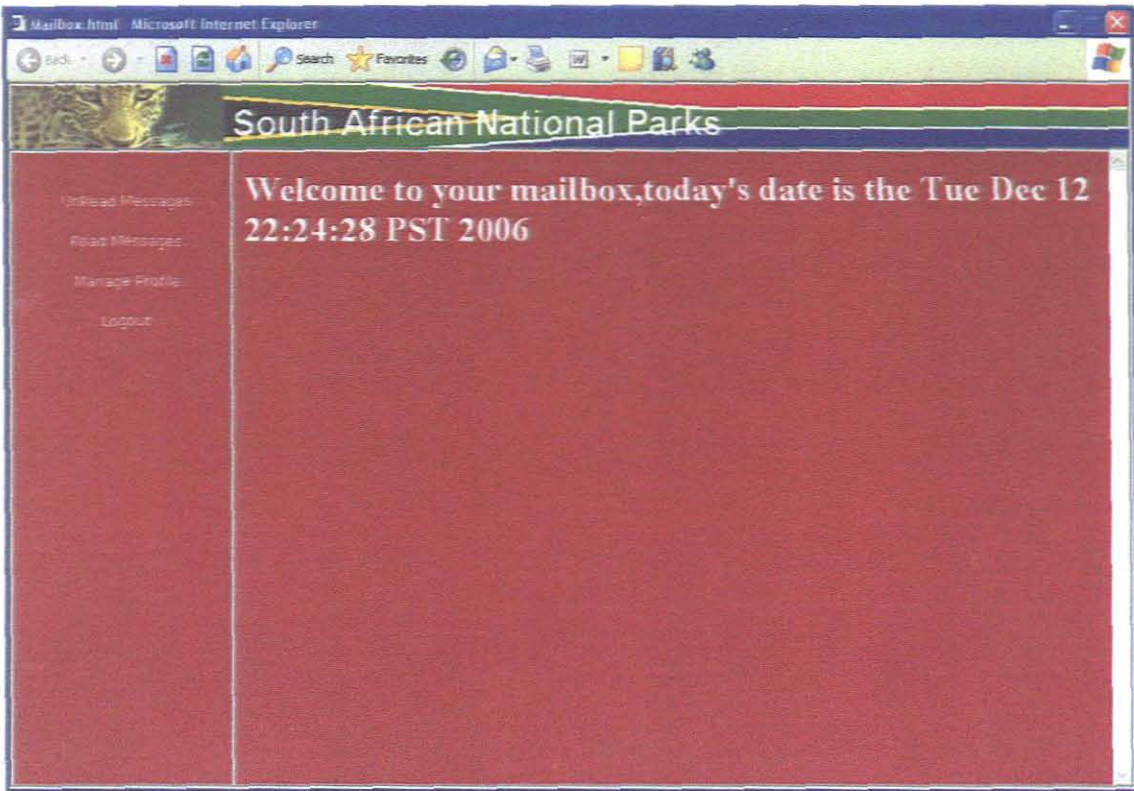 Mailbox.html Microsoft Internet Explorer
Back Search Favorites
South African National Parks
UnRead Messages
Read Messages
Manage Profile
Logout
Welcome to your mailbox,today's date is the Tue Dec 12
22:24:28 PST 2006